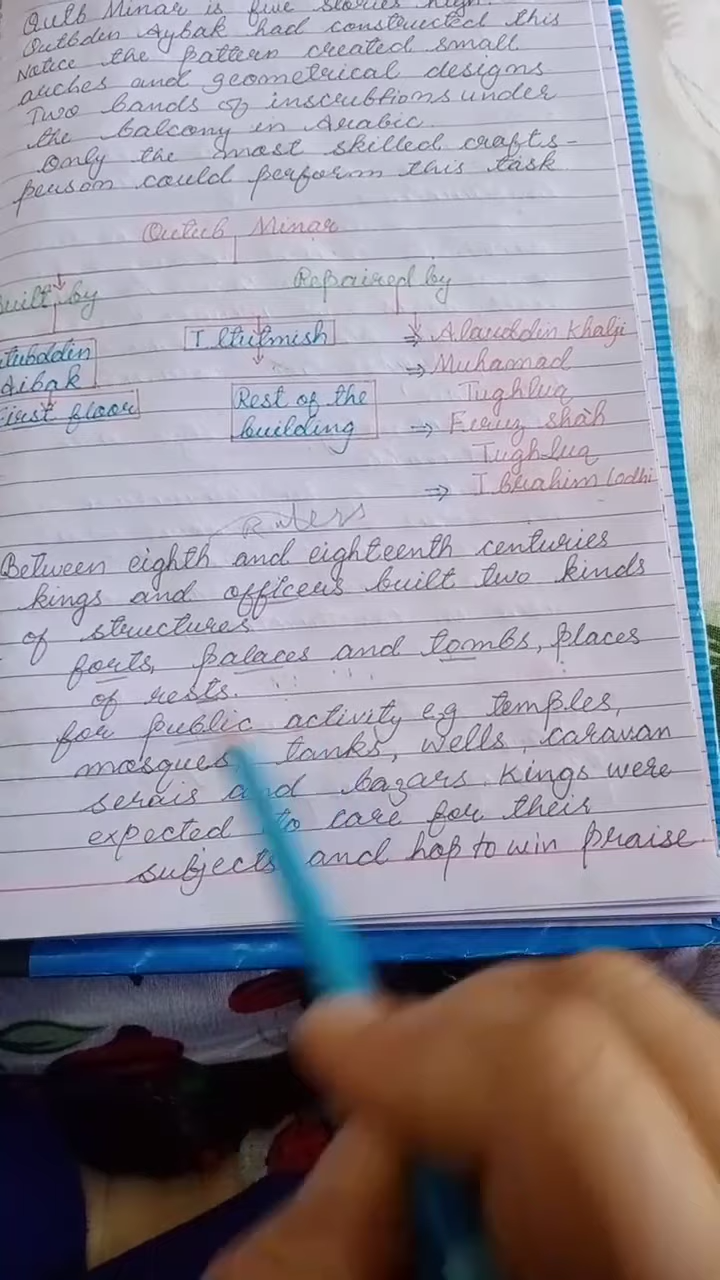 Qutb Minar is five stories high.
Qutbdin Aybak had constructed this
Notice the pattern created small
arches and geometrical designs
Two bands of inscrubtions under
the balcony in Arabic.
Only the most skilled crafts-
person could perform this task
Qutub Minar
Built by
Repaired by
Qutubddin
Aibak
First floor
Iltutmish
Rest of the
building
⇒ Alauddin Khalji
⇒ Muhamad
Tughluq
⇒ Feruz shah
Tughluq
⇒ Ibrahim Lodhi
Rulers
Between eighth and eighteenth centuries
kings and officers built two kinds
of structures
forts, palaces and tombs, places
of rests.
for public activity eg temples,
mosques, tanks, wells, caravan
serais and bazars. Kings were
expected to care for their
subjects and hop to win praise